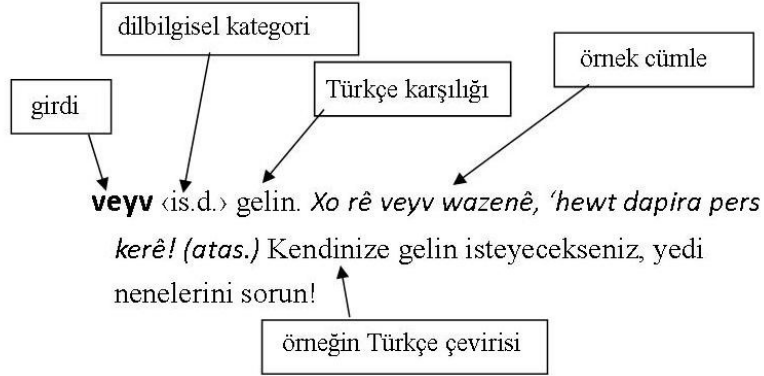 dilbilgisel kategori
örnek cümle
Türkçe karşılığı
girdi
veyv ‹is.d.› gelin. Xo rê veyv wazenê, ‘hewt dapira pers
kerê! (atas.) Kendinize gelin isteyecekseniz, yedi
nenelerini sorun!
örneğin Türkçe çevirisi